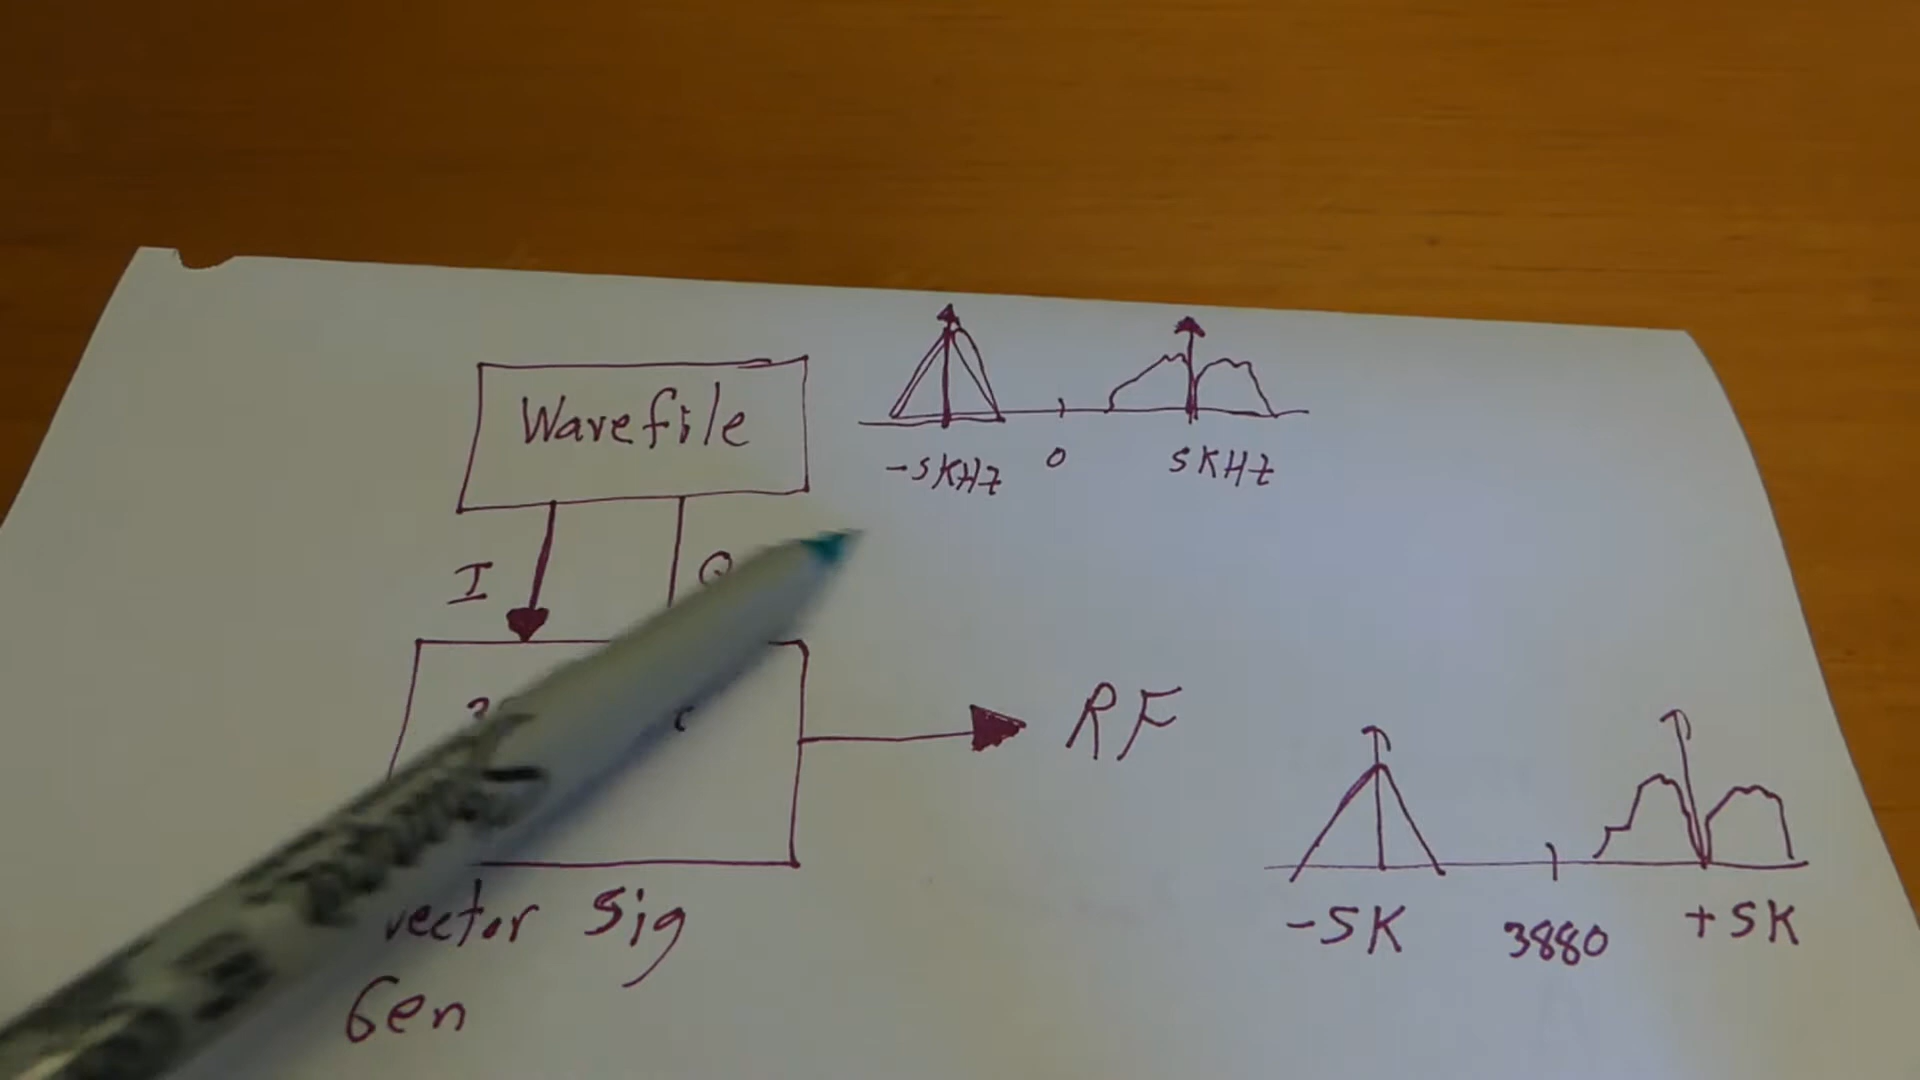 Wavefile
-5KHz 0 5KHz
I Q
RF
-5K 3880 +5K
vector Sig
Gen